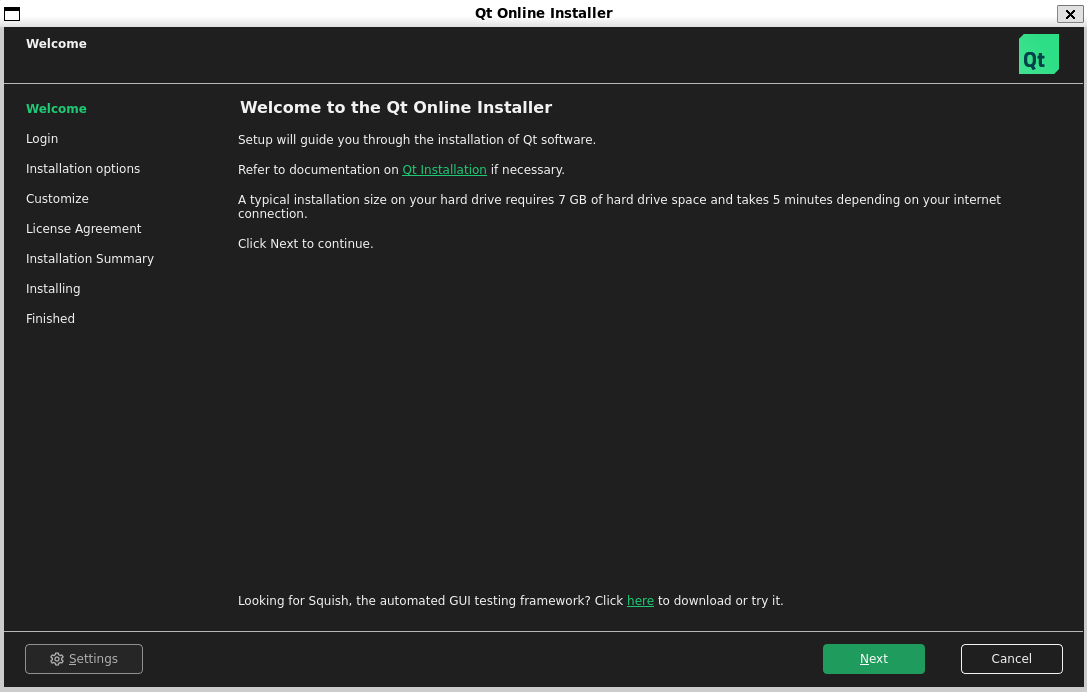 Qt Online Installer
Welcome
Qt
Welcome
Login
Installation options
Customize
License Agreement
Installation Summary
Installing
Finished
Welcome to the Qt Online Installer
Setup will guide you through the installation of Qt software.
Refer to documentation on Qt Installation if necessary.
A typical installation size on your hard drive requires 7 GB of hard drive space and takes 5 minutes depending on your internet
connection.
Click Next to continue.
Looking for Squish, the automated GUI testing framework? Click here to download or try it.
Settings
Next
Cancel